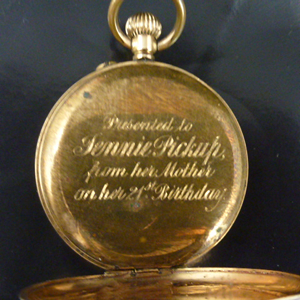 Presented to
Jennie Pickup,
from her Mother
on her 21st Birthday